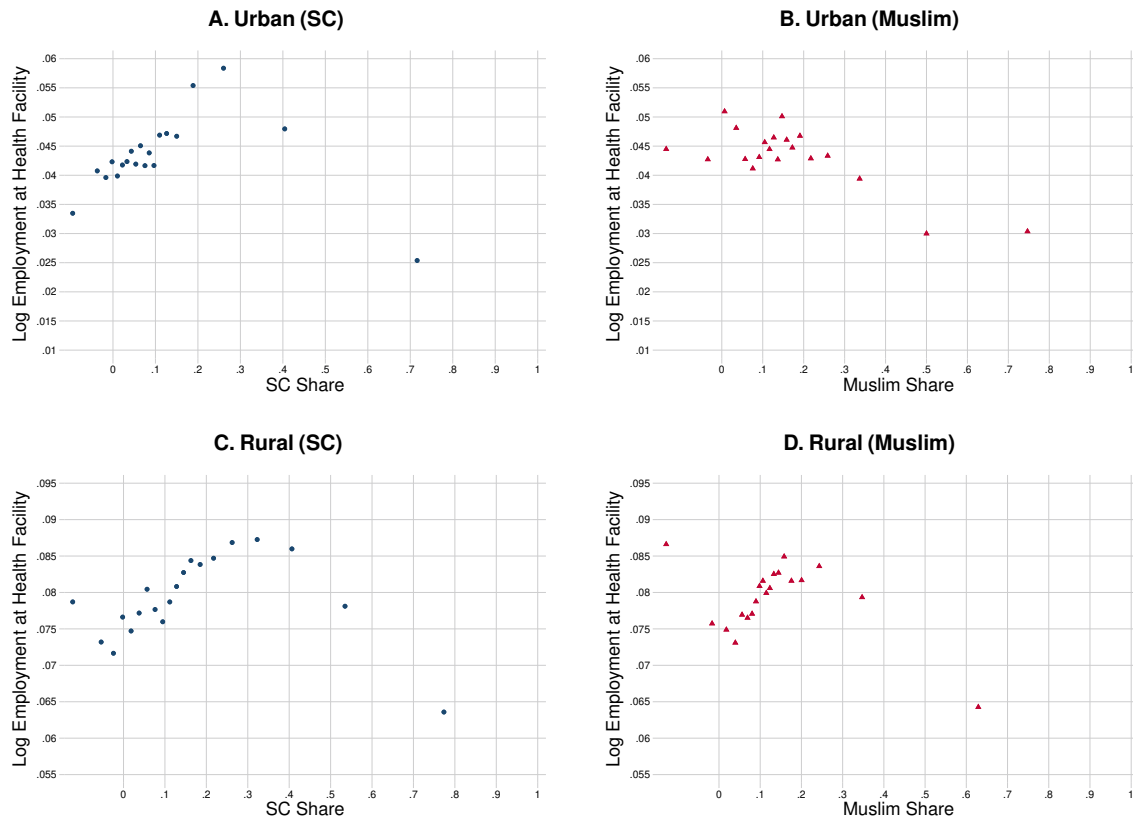 A. Urban (SC)
Log Employment at Health Facility
.06
.055
.05
.045
.04
.035
.03
.025
.02
.015
.01
0 .1 .2 .3 .4 .5 .6 .7 .8 .9 1
SC Share
B. Urban (Muslim)
Log Employment at Health Facility
.06
.055
.05
.045
.04
.035
.03
.025
.02
.015
.01
0 .1 .2 .3 .4 .5 .6 .7 .8 .9 1
Muslim Share
C. Rural (SC)
Log Employment at Health Facility
.095
.09
.085
.08
.075
.07
.065
.06
.055
0 .1 .2 .3 .4 .5 .6 .7 .8 .9 1
SC Share
D. Rural (Muslim)
Log Employment at Health Facility
.095
.09
.085
.08
.075
.07
.065
.06
.055
0 .1 .2 .3 .4 .5 .6 .7 .8 .9 1
Muslim Share